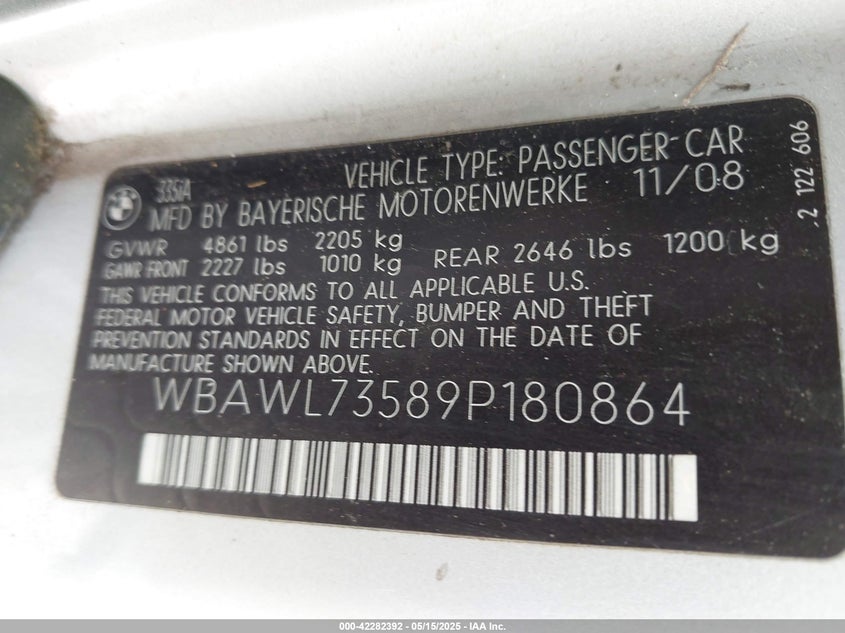 BMW
335iA
VEHICLE TYPE: PASSENGER CAR
MFD BY BAYERISCHE MOTORENWERKE 11/08
GVWR 4861 lbs 2205 kg
GAWR FRONT 2227 lbs 1010 kg REAR 2646 lbs 1200 kg
THIS VEHICLE CONFORMS TO ALL APPLICABLE U.S.
FEDERAL MOTOR VEHICLE SAFETY, BUMPER AND THEFT
PREVENTION STANDARDS IN EFFECT ON THE DATE OF
MANUFACTURE SHOWN ABOVE.
WBAWL73589P180864
2 122 606
000-42282392 - 05/15/2025 - IAA Inc.